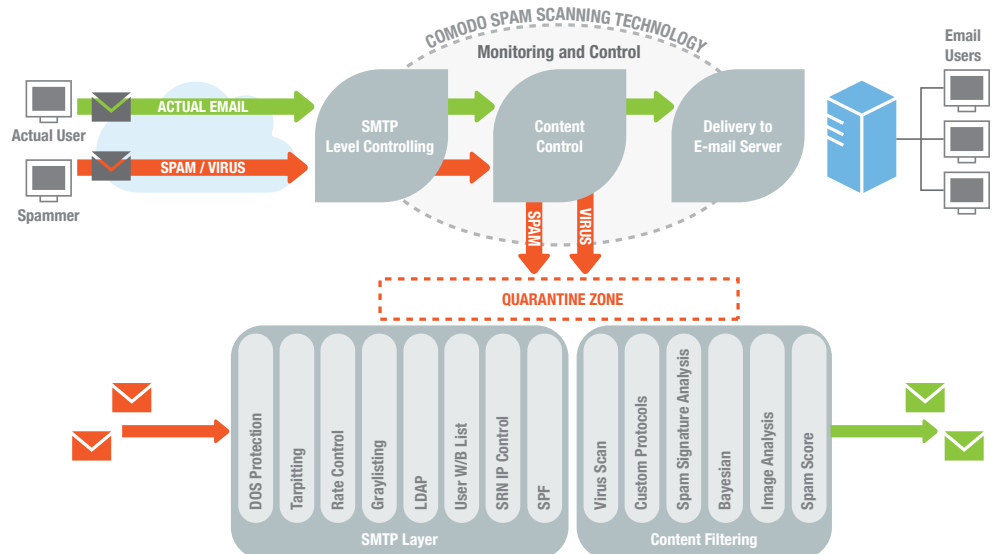 COMODO SPAM SCANNING TECHNOLOGY
Monitoring and Control
Email
Users
ACTUAL EMAIL
Actual User
SMTP
Level Controlling
Content
Control
Delivery to
E-mail Server
SPAM / VIRUS
Spammer
SPAM
VIRUS
QUARANTINE ZONE
DOS Protection
Tarpitting
Rate Control
Graylisting
LDAP
User W/B List
SRN IP Control
SPF
Virus Scan
Custom Protocols
Spam Signature Analysis
Bayesian
Image Analysis
Spam Score
SMTP Layer
Content Filtering